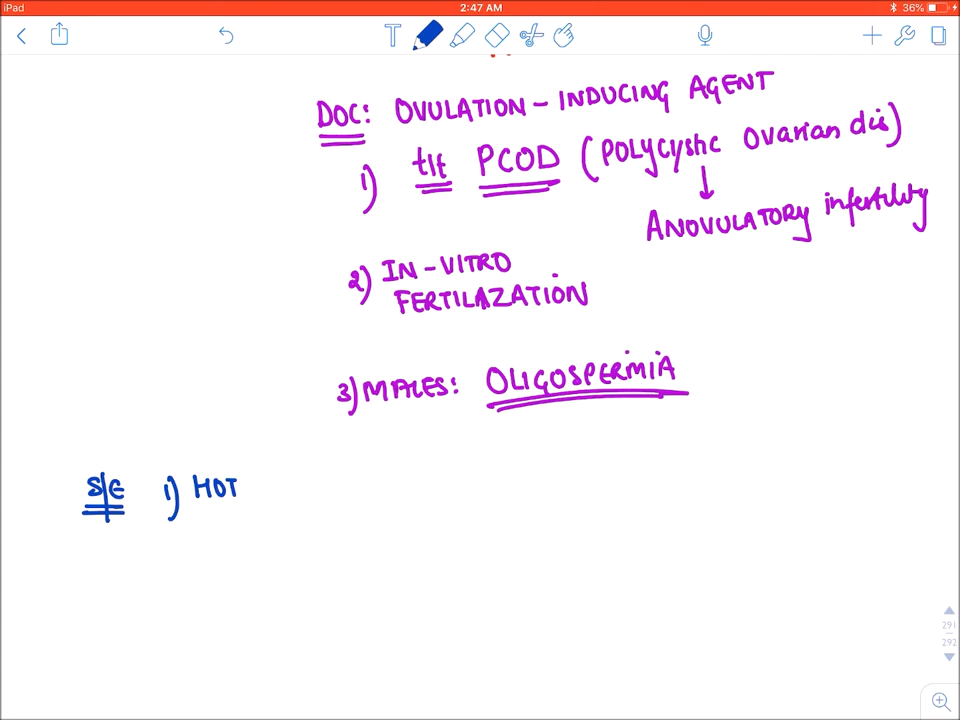 iPad
2:47 AM
36%
T
DOC: OVULATION - INDUCING AGENT
1) tlt PCOD (POLYCYSTIC OVARIAN dis)
ANOVULATORY infertility
2) IN-VITRO
FERTILAZATION
3) MALES: OLIGOSPERMIA
S/E 1) HOT
291
292